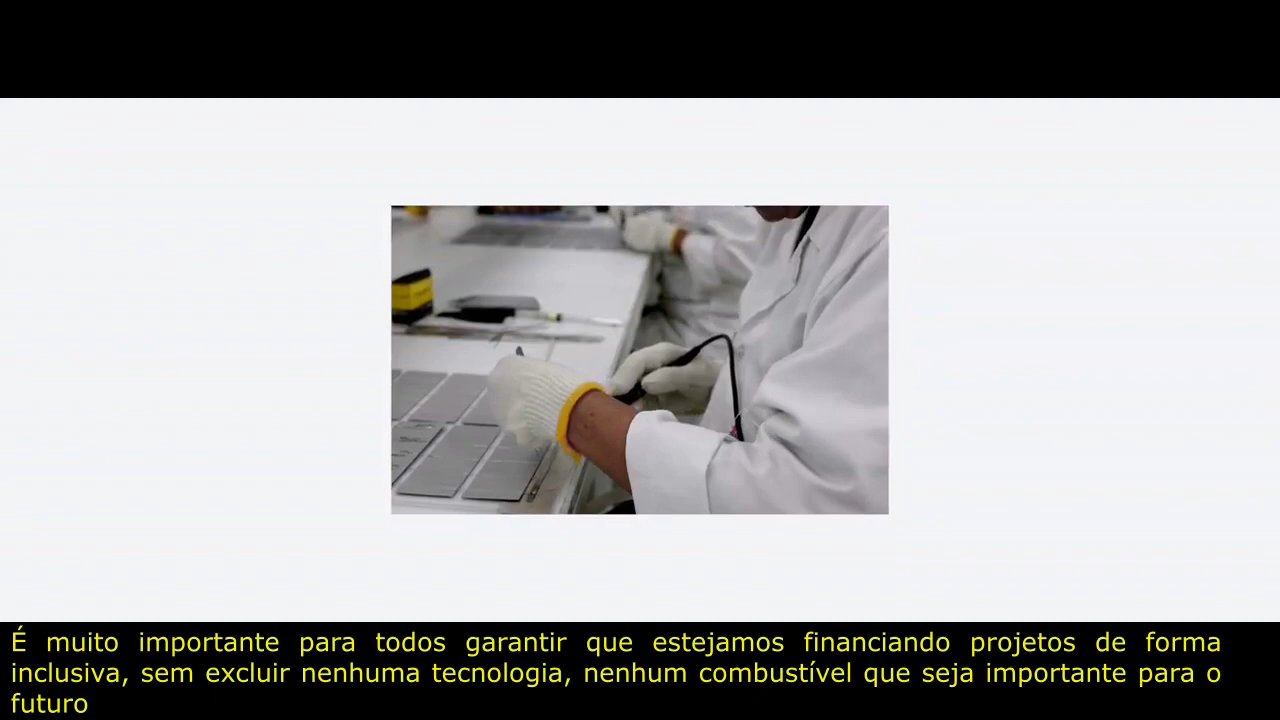 É muito importante para todos garantir que estejamos financiando projetos de forma
inclusiva, sem excluir nenhuma tecnologia, nenhum combustível que seja importante para o
futuro